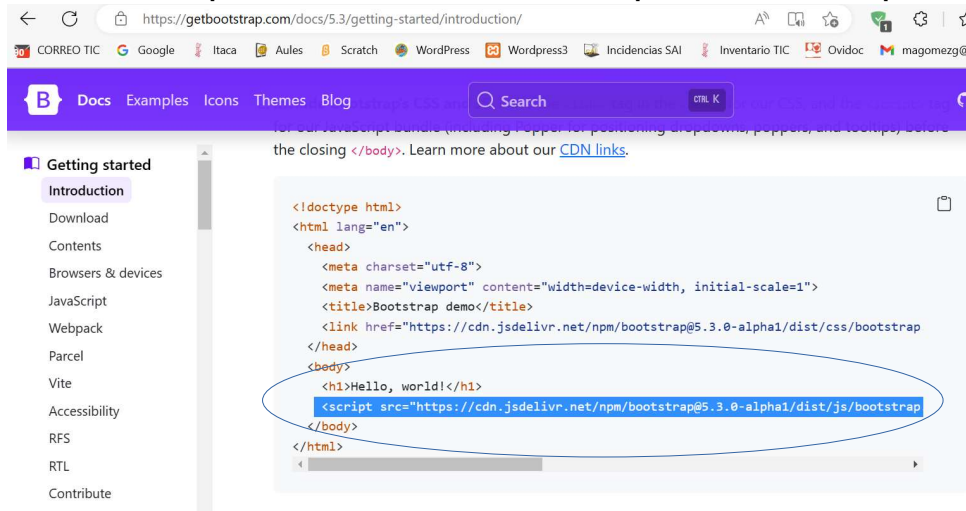 https://getbootstrap.com/docs/5.3/getting-started/introduction/
CORREO TIC Google Itaca Aules Scratch WordPress Wordpress3 Incidencias SAI Inventario TIC Ovidoc magomezg@
B Docs Examples Icons Themes Blog Search CTRL K
for our JavaScript bundle (including Popper for positioning dropdowns, poppers, and tooltips) before
the closing </body>. Learn more about our CDN links.
Getting started
Introduction
Download
Contents
Browsers & devices
JavaScript
Webpack
Parcel
Vite
Accessibility
RFS
RTL
Contribute
<!doctype html>
<html lang="en">
<head>
<meta charset="utf-8">
<meta name="viewport" content="width=device-width, initial-scale=1">
<title>Bootstrap demo</title>
<link href="https://cdn.jsdelivr.net/npm/bootstrap@5.3.0-alpha1/dist/css/bootstrap
</head>
<body>
<h1>Hello, world!</h1>
<script src="https://cdn.jsdelivr.net/npm/bootstrap@5.3.0-alpha1/dist/js/bootstrap
</body>
</html>